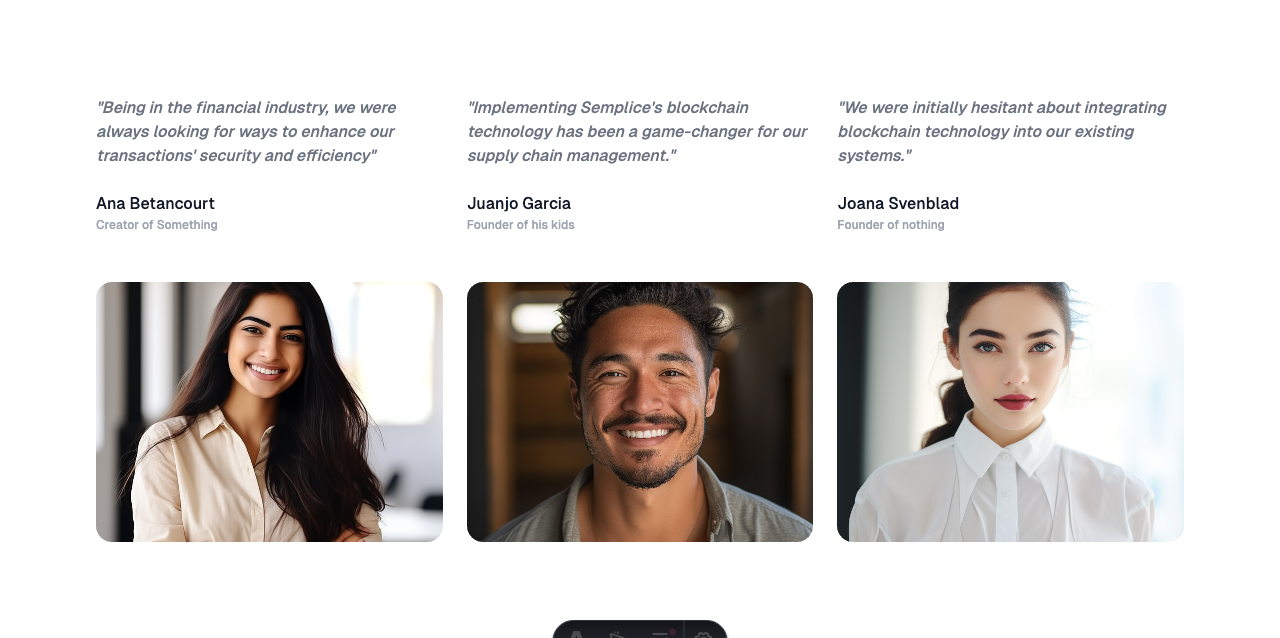 "Being in the financial industry, we were
always looking for ways to enhance our
transactions' security and efficiency"
Ana Betancourt
Creator of Something
"Implementing Semplice's blockchain
technology has been a game-changer for our
supply chain management."
Juanjo Garcia
Founder of his kids
"We were initially hesitant about integrating
blockchain technology into our existing
systems."
Joana Svenblad
Founder of nothing